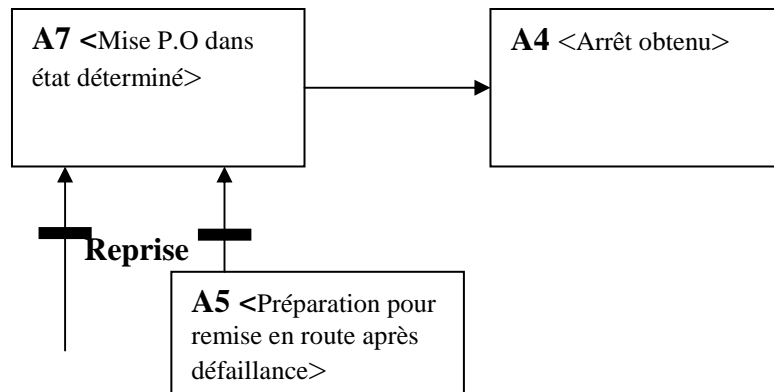 A7 <Mise P.O dans
état déterminé>
A4 <Arrêt obtenu>
Reprise
A5 <Préparation pour
remise en route après
défaillance>